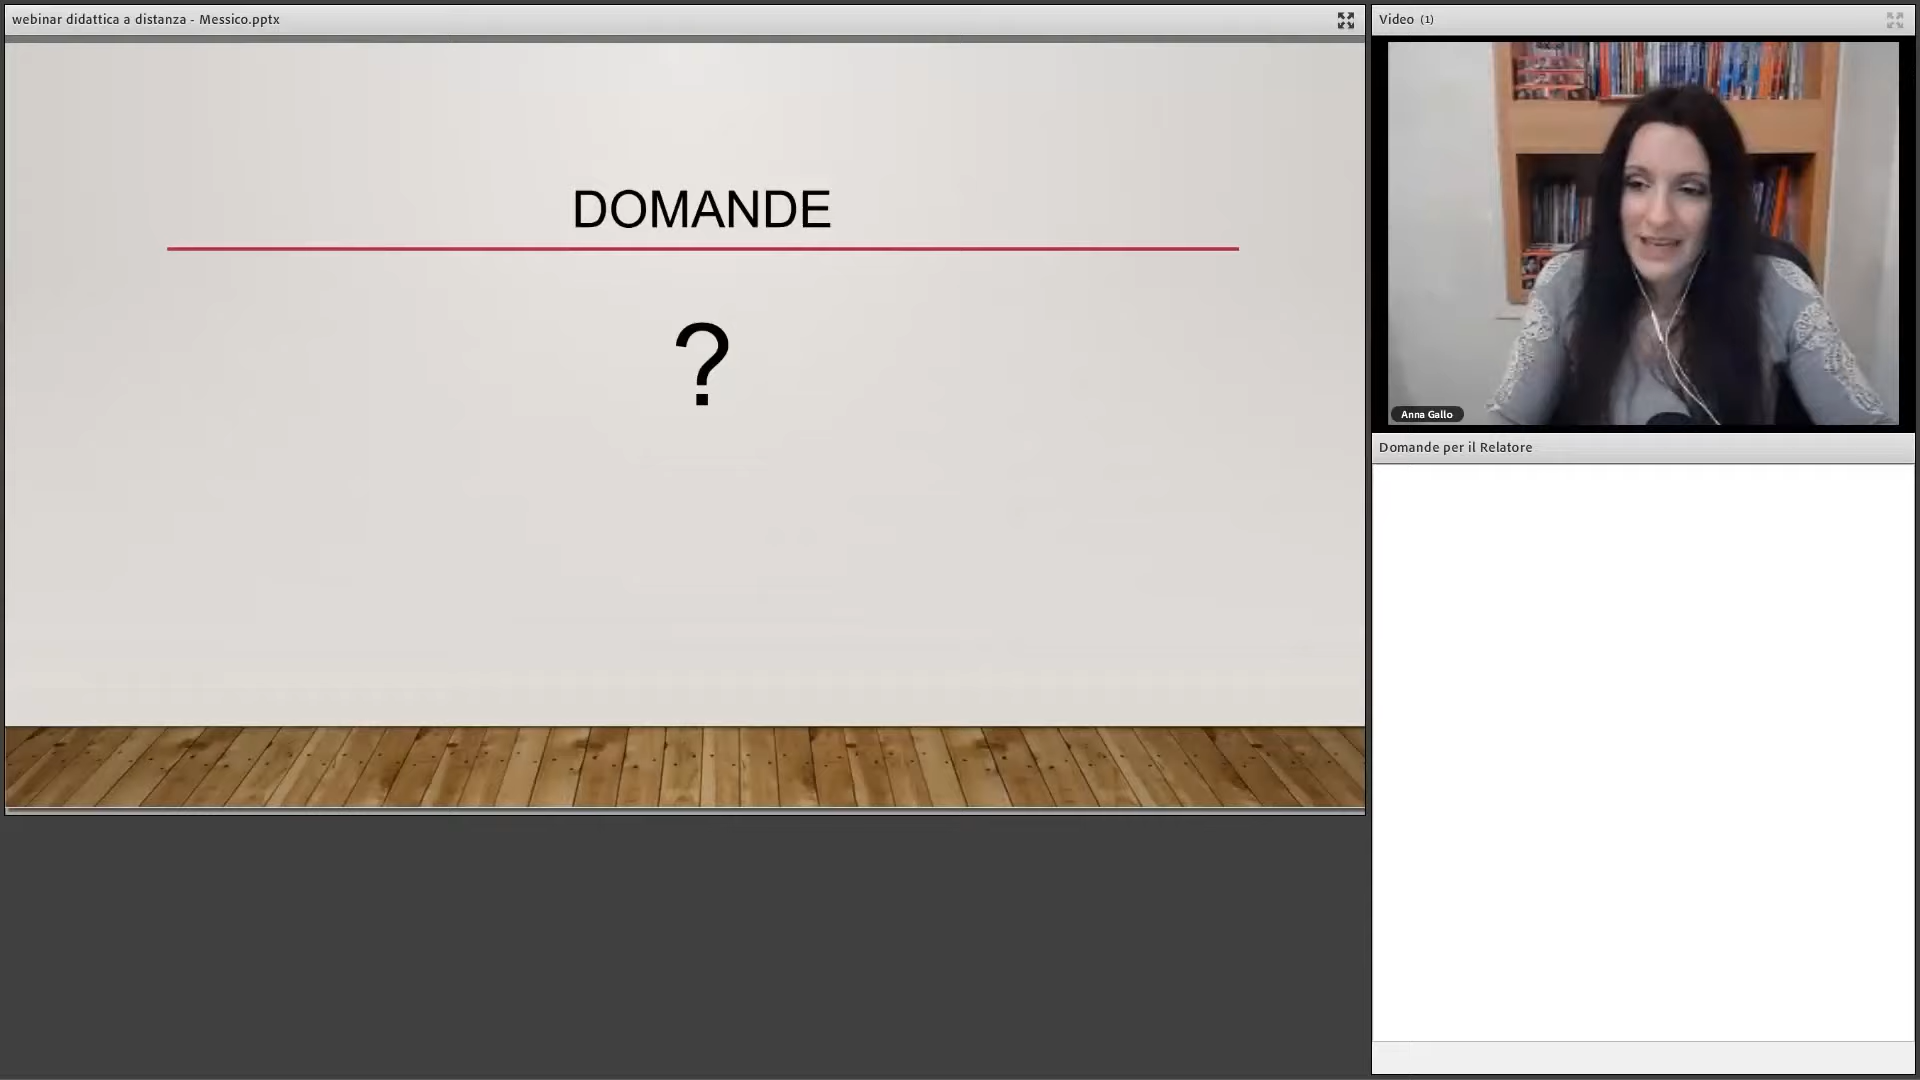 webinar didattica a distanza - Messico.pptx
DOMANDE
?
Video (1)
Anna Gallo
Domande per il Relatore